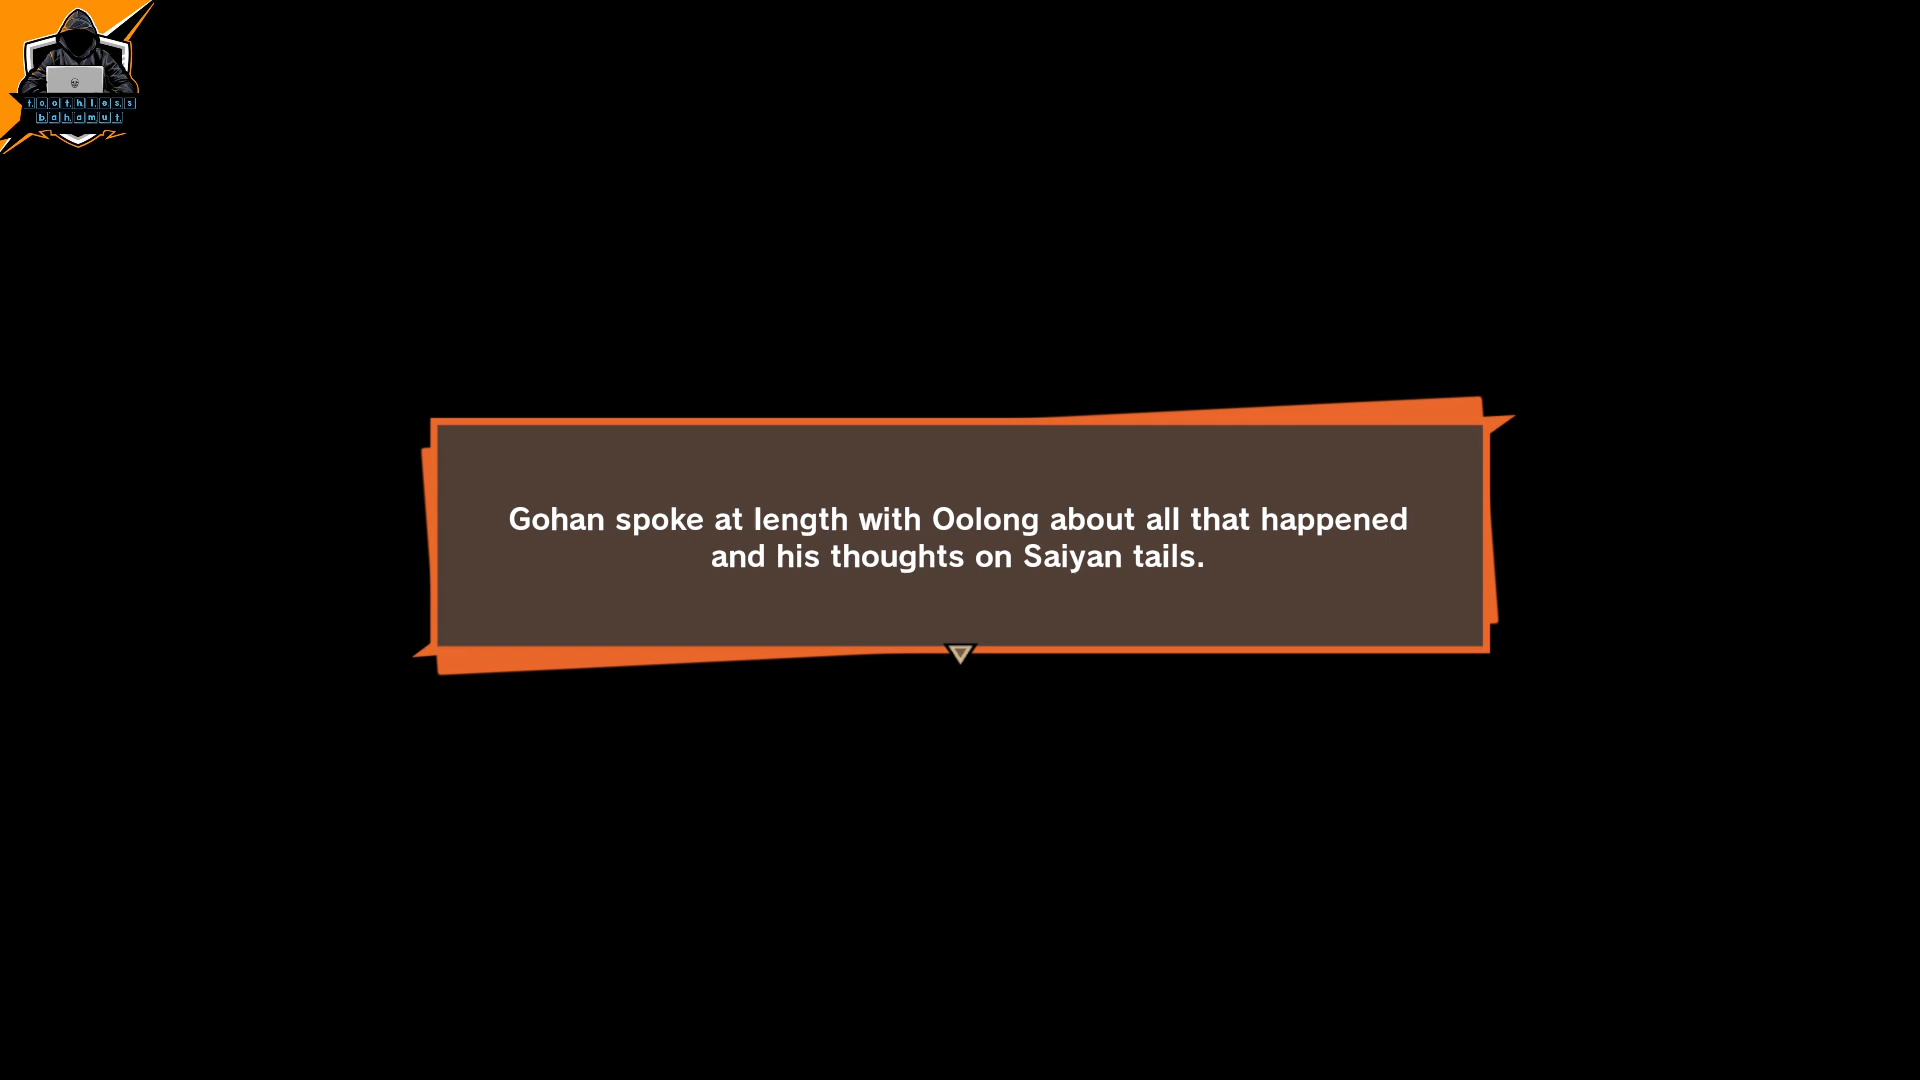 toothless
bahamut
Gohan spoke at length with Oolong about all that happened
and his thoughts on Saiyan tails.